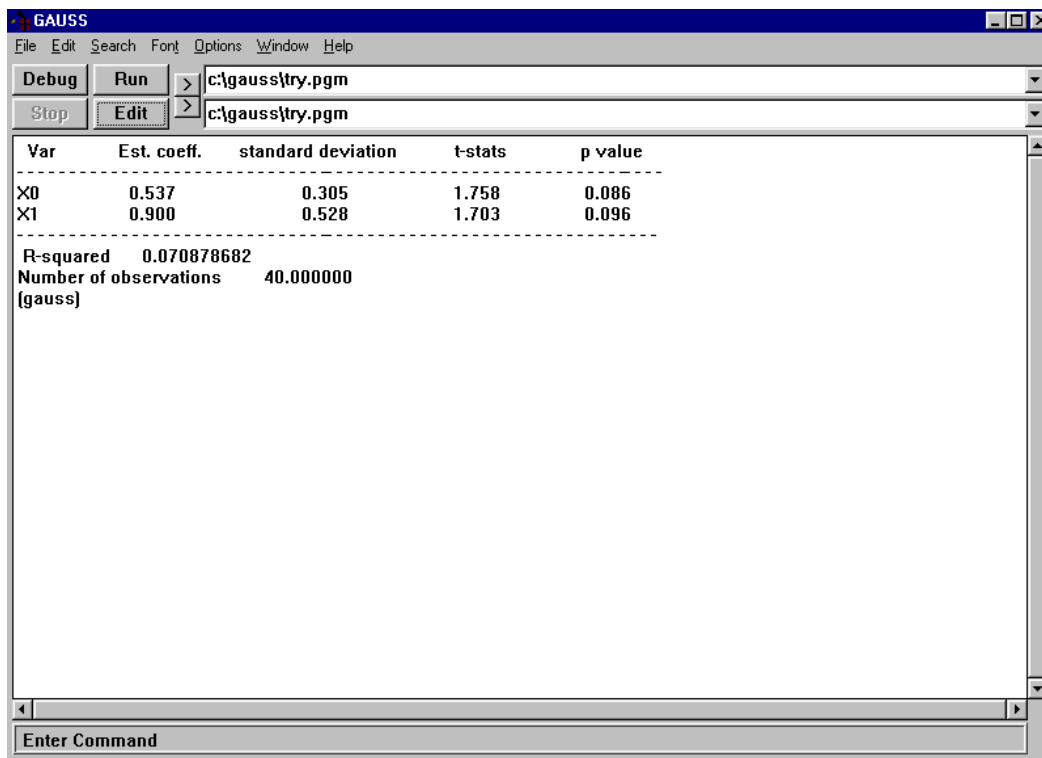 GAUSS
File Edit Search Font Options Window Help
Debug Run > c:\gauss\try.pgm
Stop Edit > c:\gauss\try.pgm
Var Est. coeff. standard deviation t-stats p value
-----------------------------------------------------------------
X0 0.537 0.305 1.758 0.086
X1 0.900 0.528 1.703 0.096
-----------------------------------------------------------------
R-squared 0.070878682
Number of observations 40.000000
(gauss)
Enter Command